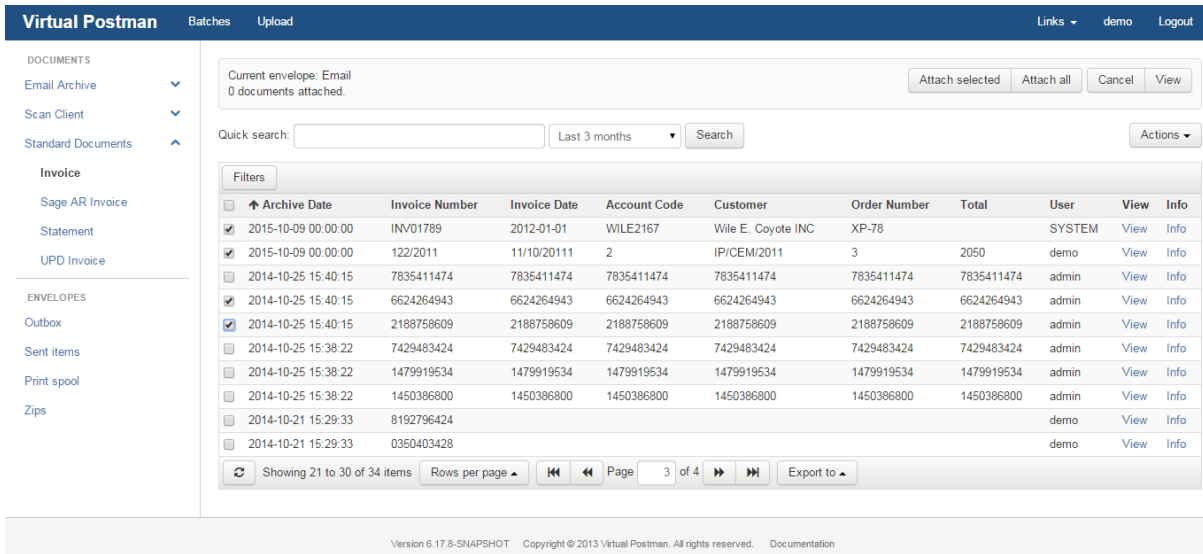 Virtual Postman Batches Upload Links demo Logout
DOCUMENTS
Email Archive
Scan Client
Standard Documents
Invoice
Sage AR Invoice
Statement
UPD Invoice
ENVELOPES
Outbox
Sent items
Print spool
Zips
Current envelope: Email
0 documents attached.
Attach selected Attach all Cancel View
Quick search: Last 3 months Search Actions
Filters
Archive Date Invoice Number Invoice Date Account Code Customer Order Number Total User View Info
2015-10-09 00:00:00 INV01789 2012-01-01 WILE2167 Wile E. Coyote INC XP-78 SYSTEM View Info
2015-10-09 00:00:00 122/2011 11/10/20111 2 IP/CEM/2011 3 2050 demo View Info
2014-10-25 15:40:15 7835411474 7835411474 7835411474 7835411474 7835411474 7835411474 admin View Info
2014-10-25 15:40:15 6624264943 6624264943 6624264943 6624264943 6624264943 6624264943 admin View Info
2014-10-25 15:40:15 2188758609 2188758609 2188758609 2188758609 2188758609 2188758609 admin View Info
2014-10-25 15:38:22 7429483424 7429483424 7429483424 7429483424 7429483424 7429483424 admin View Info
2014-10-25 15:38:22 1479919534 1479919534 1479919534 1479919534 1479919534 1479919534 admin View Info
2014-10-25 15:38:22 1450386800 1450386800 1450386800 1450386800 1450386800 1450386800 admin View Info
2014-10-21 15:29:33 8192796424 demo View Info
2014-10-21 15:29:33 0350403428 demo View Info
Showing 21 to 30 of 34 items Rows per page Page 3 of 4 Export to
Version 6.17.8-SNAPSHOT Copyright © 2013 Virtual Postman. All rights reserved. Documentation